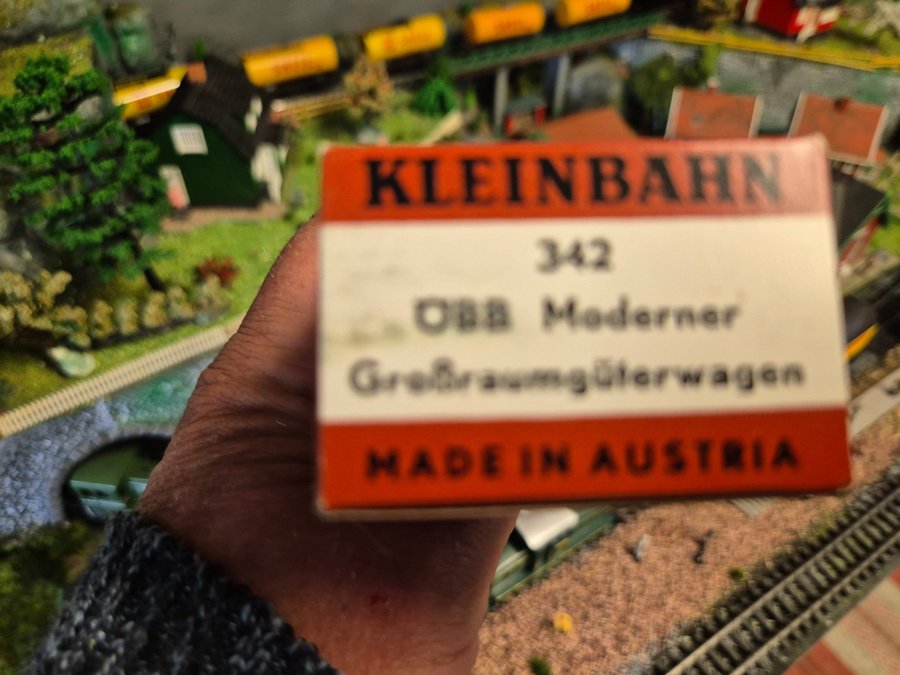 KLEINBAHN
342
ÖBB Moderner
Großraumgüterwagen
MADE IN AUSTRIA